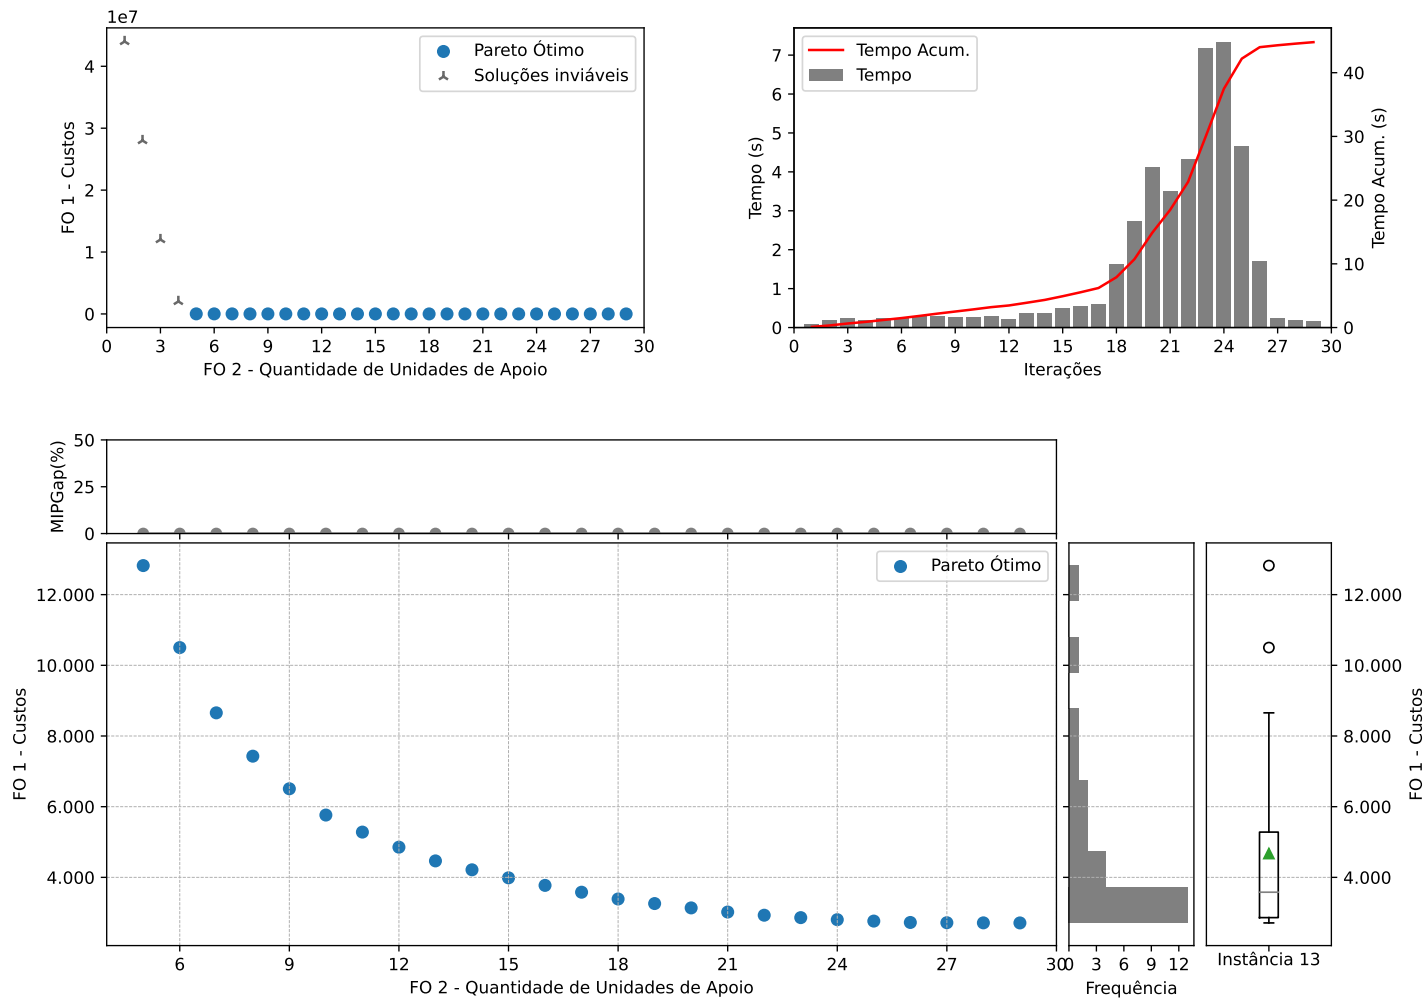 1e7
FO 1 - Custos
4
3
2
1
0
Pareto Ótimo
Soluções inviáveis
0 3 6 9 12 15 18 21 24 27 30
FO 2 - Quantidade de Unidades de Apoio
Tempo (s)
7
6
5
4
3
2
1
0
Tempo Acum.
Tempo
40
30
20
10
0
Tempo Acum. (s)
0 3 6 9 12 15 18 21 24 27 30
Iterações
MIPGap(%)
50
25
0
FO 1 - Custos
12.000
10.000
8.000
6.000
4.000
Pareto Ótimo
6 9 12 15 18 21 24 27 30
FO 2 - Quantidade de Unidades de Apoio
0 3 6 9 12
Frequência
Instância 13
12.000
10.000
8.000
6.000
4.000
FO 1 - Custos